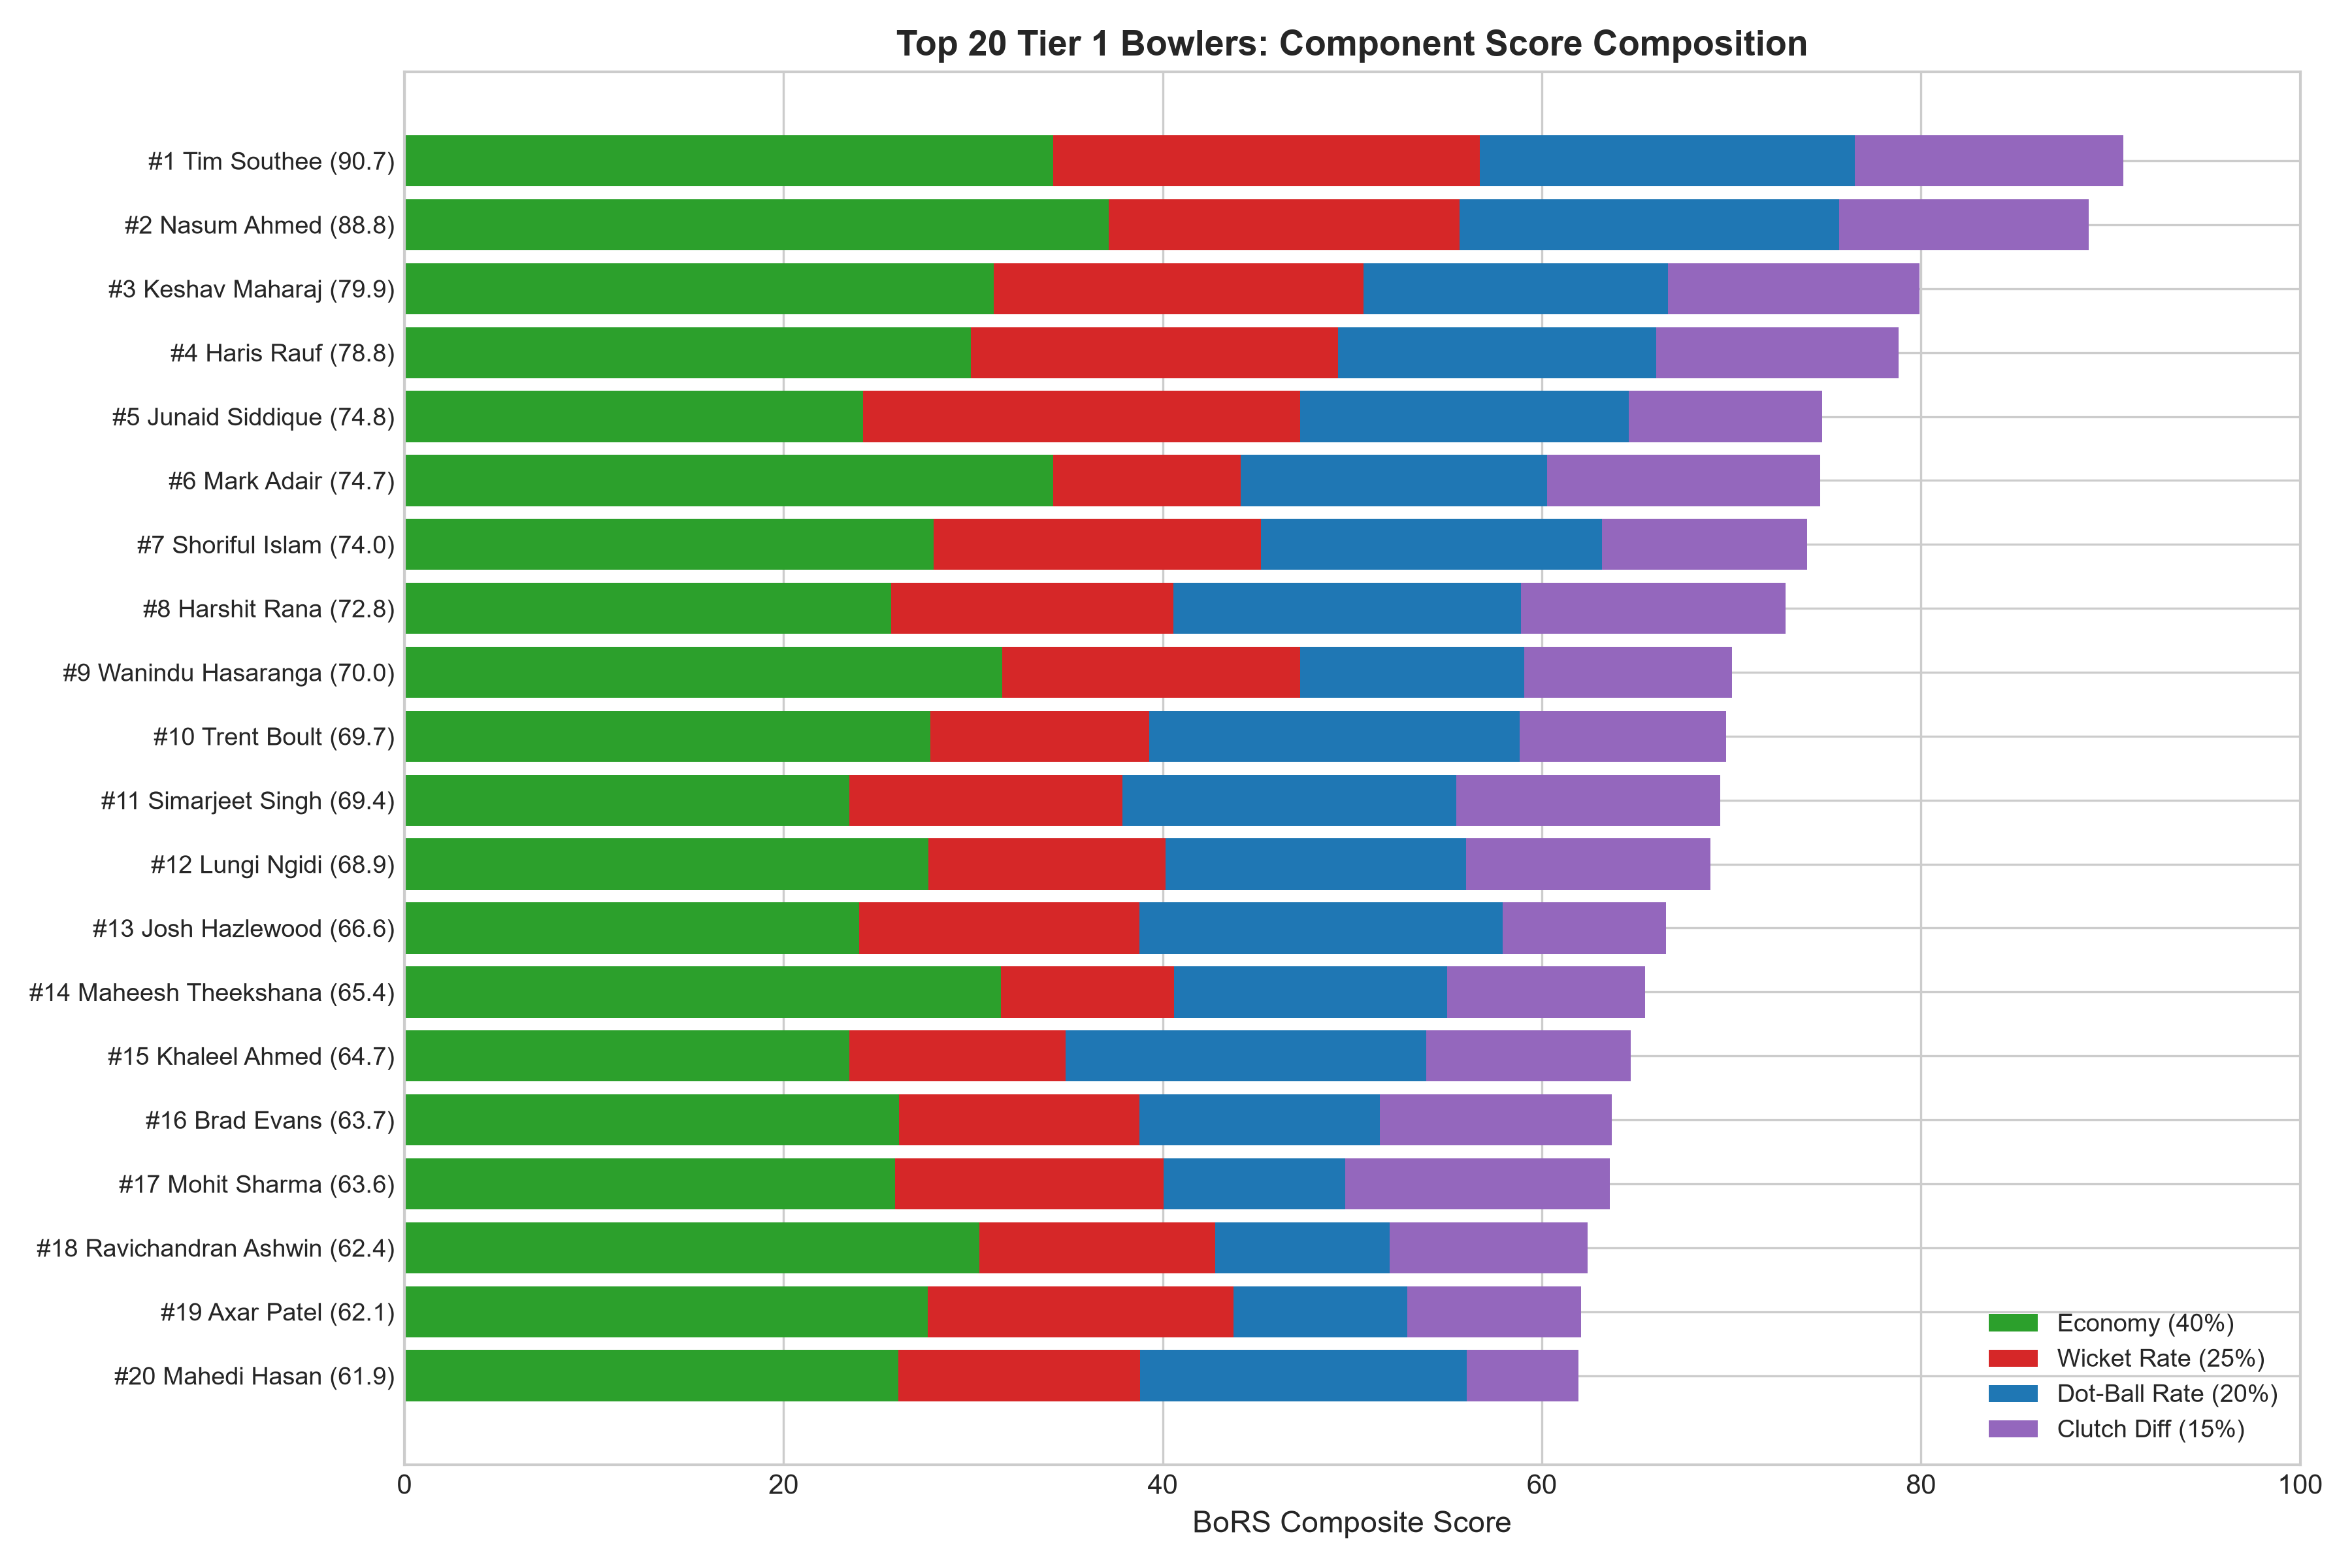 Top 20 Tier 1 Bowlers: Component Score Composition
#1 Tim Southee (90.7)
#2 Nasum Ahmed (88.8)
#3 Keshav Maharaj (79.9)
#4 Haris Rauf (78.8)
#5 Junaid Siddique (74.8)
#6 Mark Adair (74.7)
#7 Shoriful Islam (74.0)
#8 Harshit Rana (72.8)
#9 Wanindu Hasaranga (70.0)
#10 Trent Boult (69.7)
#11 Simarjeet Singh (69.4)
#12 Lungi Ngidi (68.9)
#13 Josh Hazlewood (66.6)
#14 Maheesh Theekshana (65.4)
#15 Khaleel Ahmed (64.7)
#16 Brad Evans (63.7)
#17 Mohit Sharma (63.6)
#18 Ravichandran Ashwin (62.4)
#19 Axar Patel (62.1)
#20 Mahedi Hasan (61.9)
Economy (40%)
Wicket Rate (25%)
Dot-Ball Rate (20%)
Clutch Diff (15%)
0 20 40 60 80 100
BoRS Composite Score